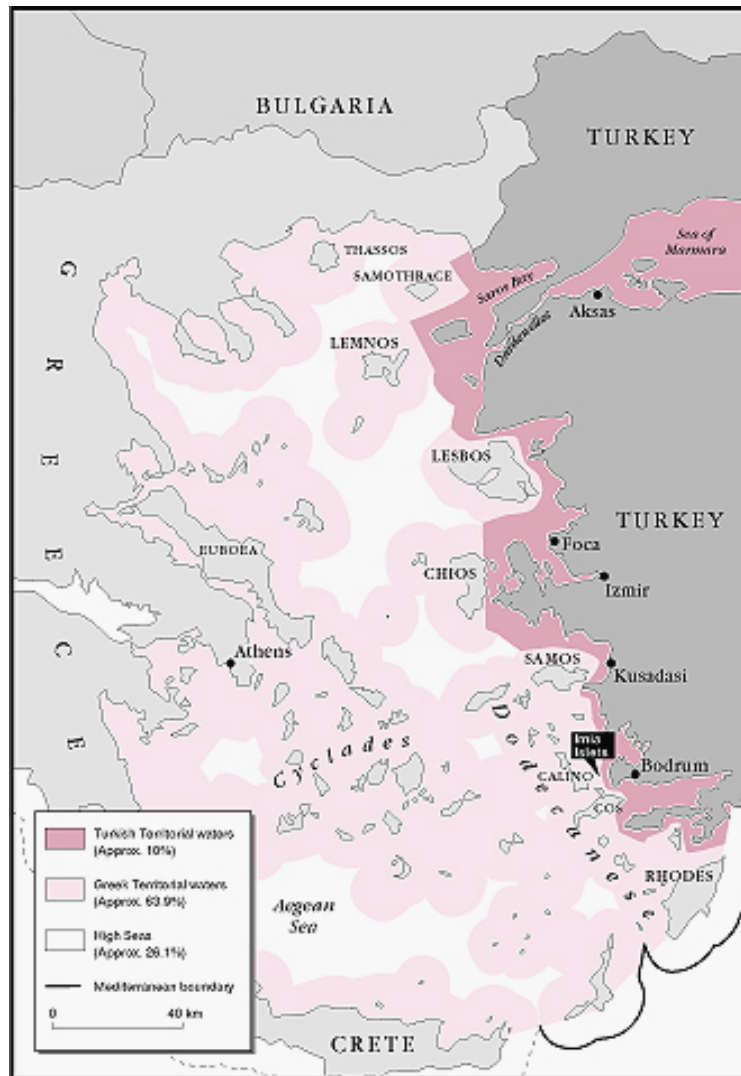 BULGARIA
TURKEY
Sea of
Marmara
THASSOS
SAMOTHRACE
Saros Bay
Aksas
Dardanelles
LEMNOS
GREECE
LESBOS
TURKEY
EUBOEA
Foca
CHIOS
Izmir
Athens
SAMOS
Kusadasi
Cyclades
Dodecanese
Imia
Islets
CALINO
Bodrum
COS
RHODES
Turkish Territorial waters
(Approx. 10%)
Greek Territorial waters
(Approx. 63.9%)
High Seas
(Approx. 26.1%)
Mediterranean boundary
0 40 km
Aegean
Sea
CRETE